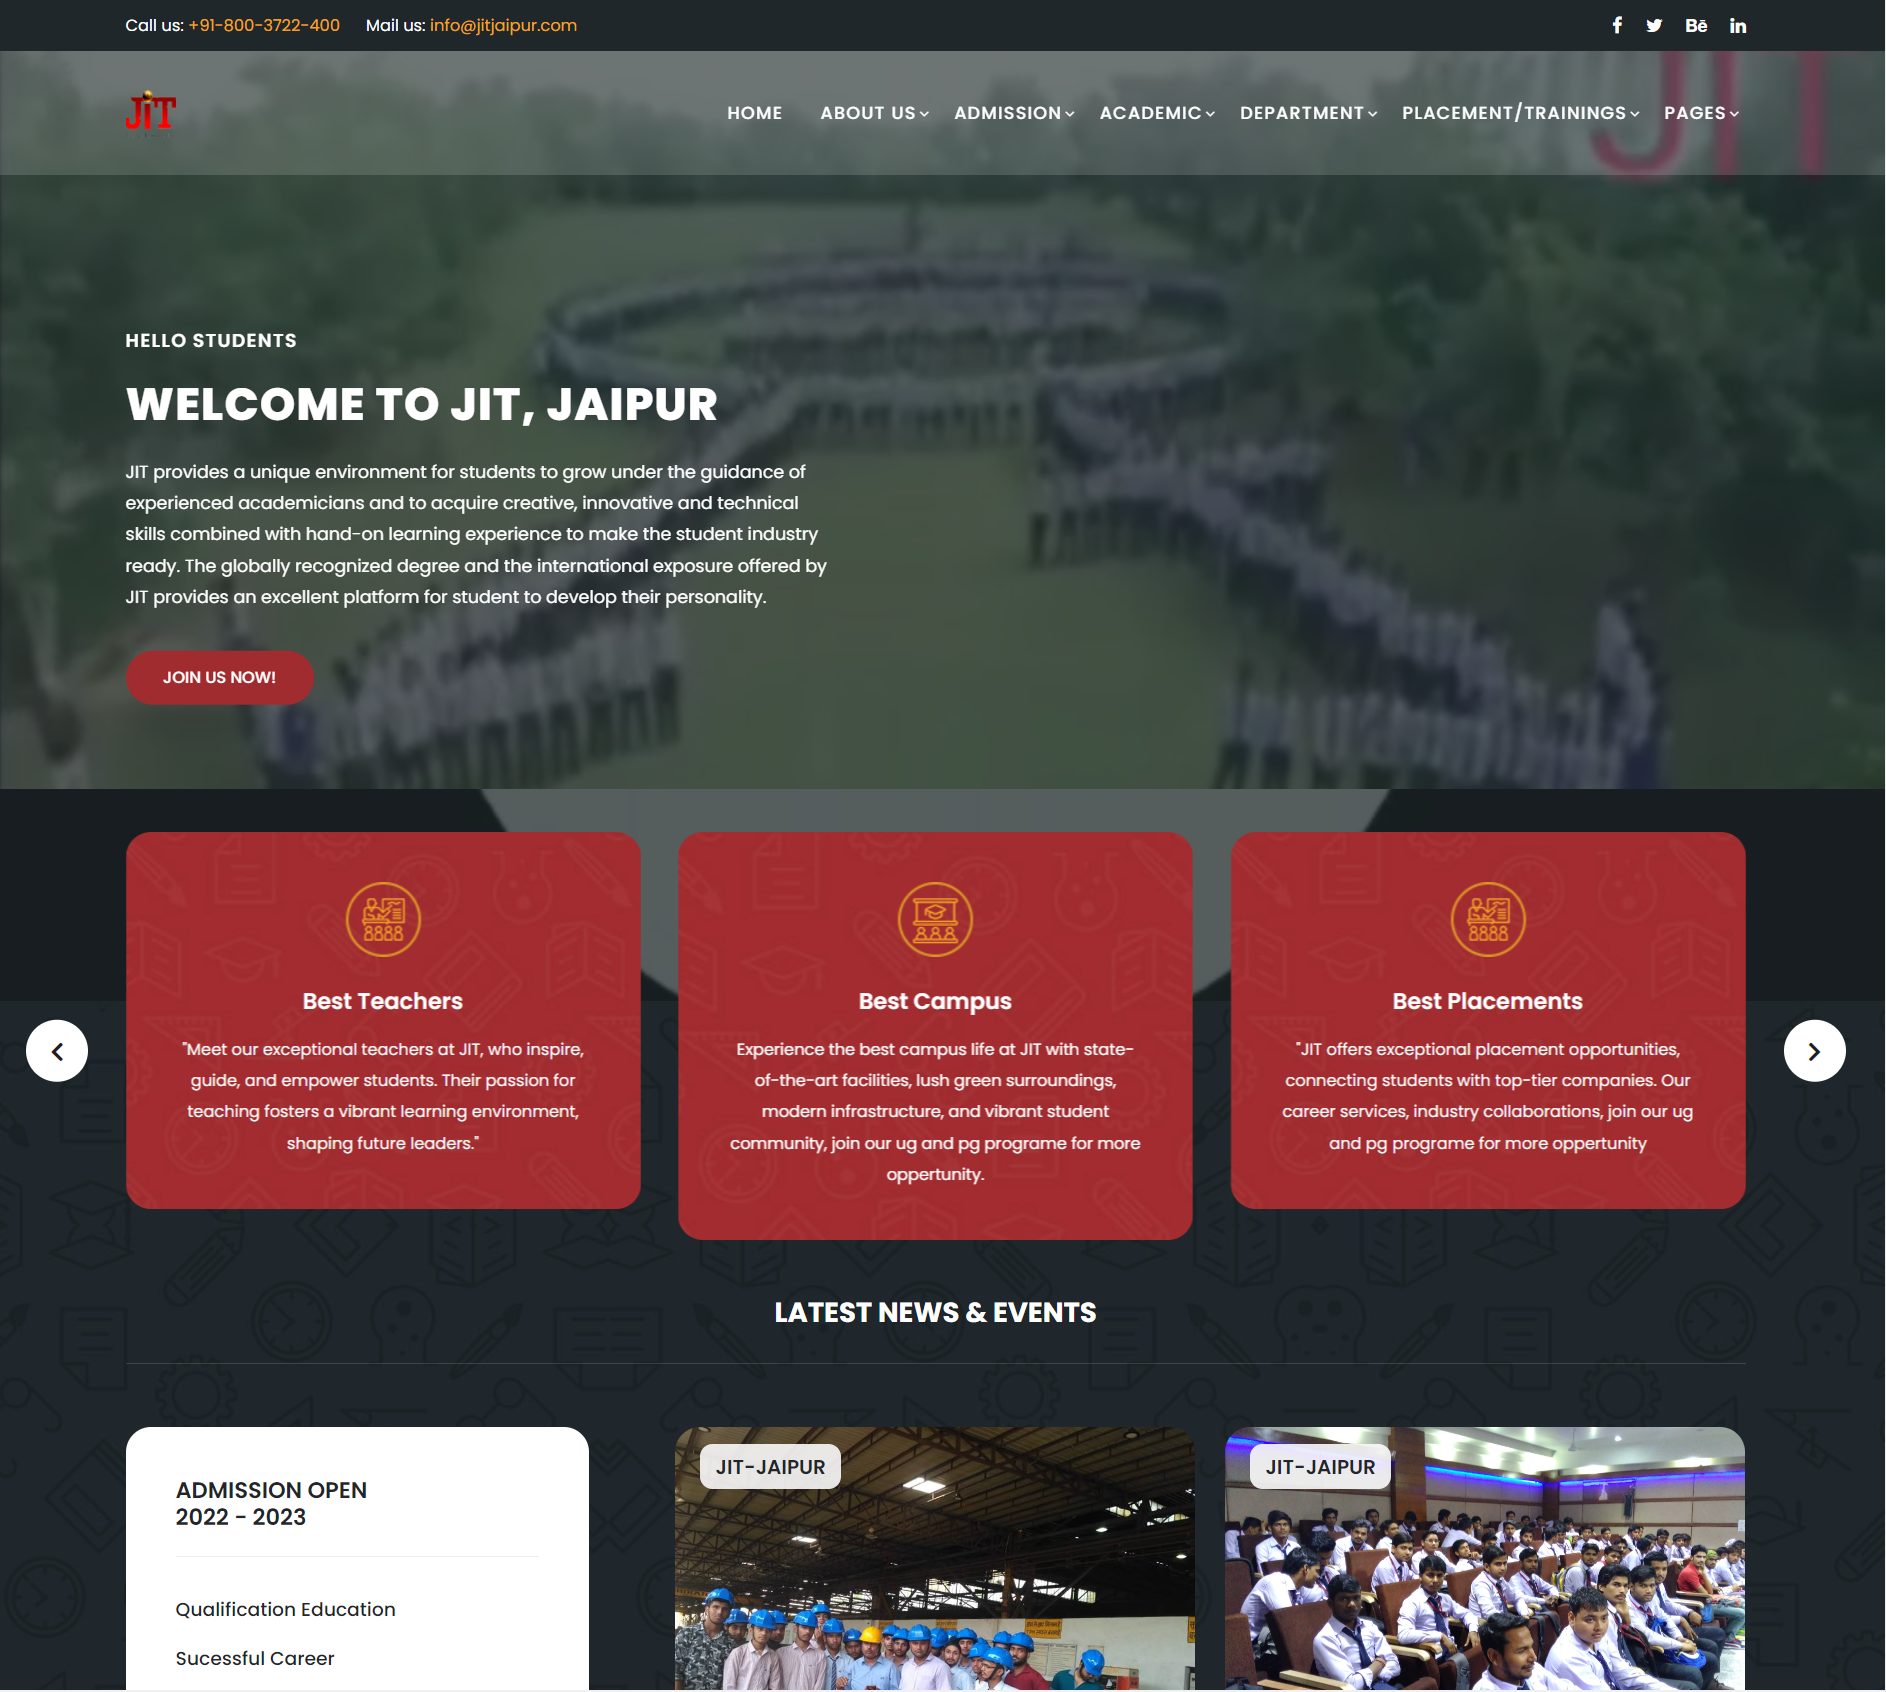 Call us: +91-800-3722-400 Mail us: info@jitjaipur.com
Bē
JIT
HOME ABOUT US ADMISSION ACADEMIC DEPARTMENT PLACEMENT/TRAININGS PAGES
JIT
HELLO STUDENTS
WELCOME TO JIT, JAIPUR
JIT provides a unique environment for students to grow under the guidance of
experienced academicians and to acquire creative, innovative and technical
skills combined with hand-on learning experience to make the student industry
ready. The globally recognized degree and the international exposure offered by
JIT provides an excellent platform for student to develop their personality.
JOIN US NOW!
Best Teachers
"Meet our exceptional teachers at JIT, who inspire,
guide, and empower students. Their passion for
teaching fosters a vibrant learning environment,
shaping future leaders."
Best Campus
Experience the best campus life at JIT with state-
of-the-art facilities, lush green surroundings,
modern infrastructure, and vibrant student
community, join our ug and pg programe for more
oppertunity.
Best Placements
"JIT offers exceptional placement opportunities,
connecting students with top-tier companies. Our
career services, industry collaborations, join our ug
and pg programe for more oppertunity
LATEST NEWS & EVENTS
ADMISSION OPEN
2022 - 2023
Qualification Education
Sucessful Career
JIT-JAIPUR
JIT-JAIPUR